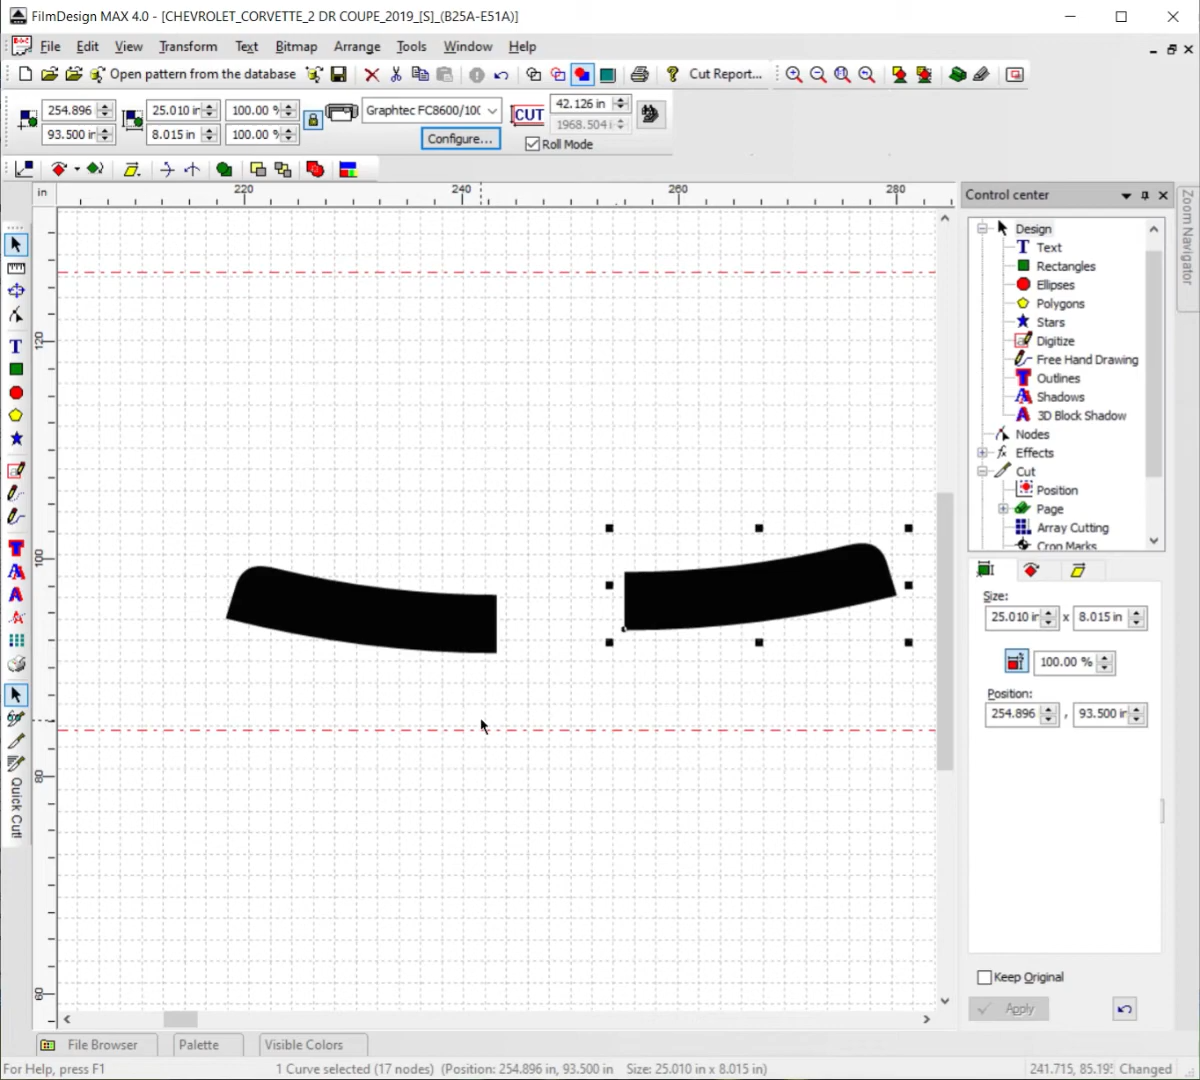 FilmDesign MAX 4.0 - [CHEVROLET_CORVETTE_2 DR COUPE_2019_[S]_(B25A-E51A)]
File Edit View Transform Text Bitmap Arrange Tools Window Help
Open pattern from the database Cut Report...
254.896 25.010 in 100.00 % Graphtec FC8600/100 CUT 42.126 in
93.500 in 8.015 in 100.00 % Configure... 1968.504 i
Roll Mode
in 220 240 260 280
120
100
80
60
Quick Cut!
Control center
Design
Text
Rectangles
Ellipses
Polygons
Stars
Digitize
Free Hand Drawing
Outlines
Shadows
3D Block Shadow
Nodes
Effects
Cut
Position
Page
Array Cutting
Crop Marks
Zoom Navigator
Size:
25.010 in x 8.015 in
100.00 %
Position:
254.896 , 93.500 in
Keep Original
Apply
File Browser Palette Visible Colors
For Help, press F1 1 Curve selected (17 nodes) (Position: 254.896 in, 93.500 in Size: 25.010 in x 8.015 in) 241.715, 85.195 Changed